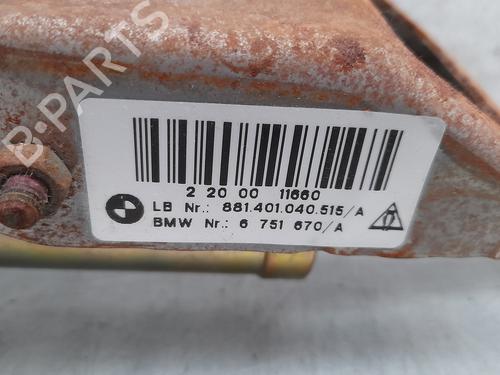 B-PARTS
2 20 00 11660
LB Nr.: 881.401.040.515/A
BMW Nr.: 6 751 670/A